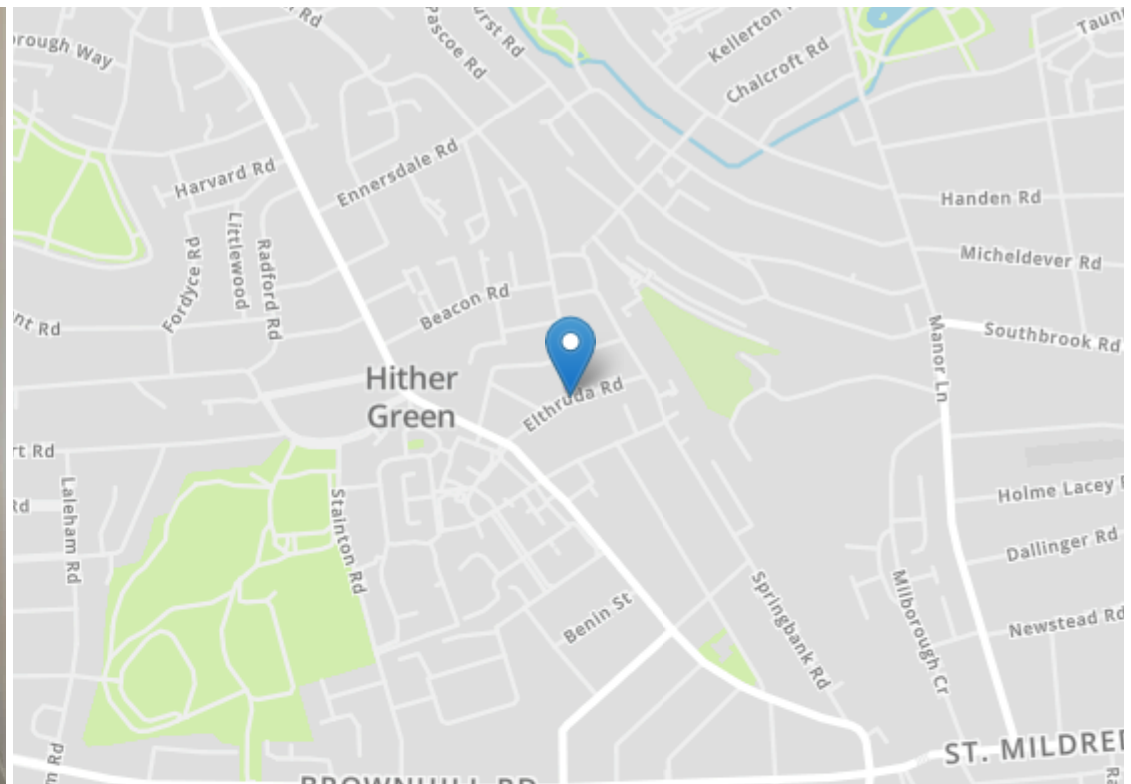 Rd
Pascoe Rd
urst Rd
Kellerton
Taun
orough Way
Chalcroft Rd
Harvard Rd
Ennersdale Rd
Handen Rd
Littlewood
Fordyce Rd
Radford Rd
Micheldever Rd
Beacon Rd
nt Rd
Manor Ln
Southbrook Rd
Hither
Green
Elthruda Rd
rt Rd
Laleham Rd
Rd
Stainton Rd
Holme Lacey
Dallinger Rd
Springbank Rd
Milborough Cr
Benin St
Newstead Rd
n Rd
ST. MILDRED
BROWNHILL RD